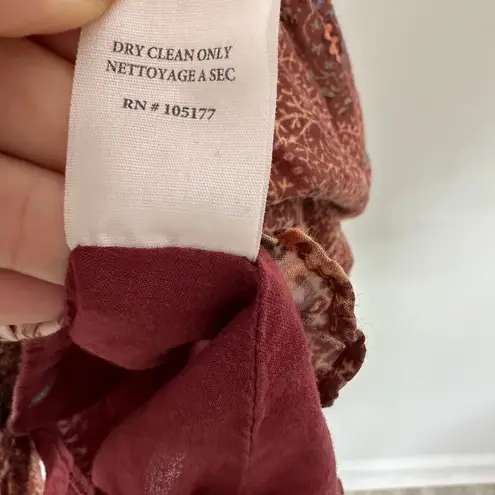 DRY CLEAN ONLY
NETTOYAGE A SEC
RN # 105177